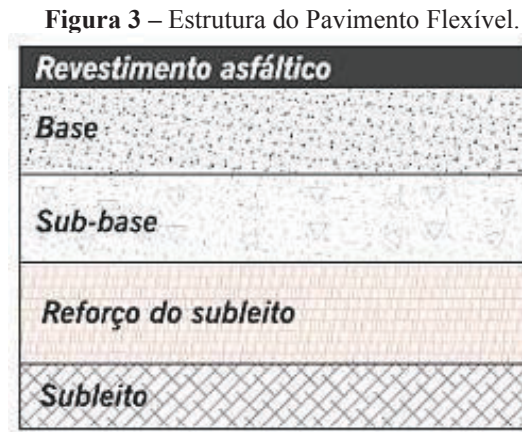 Figura 3 – Estrutura do Pavimento Flexível.
Revestimento asfáltico
Base
Sub-base
Reforço do subleito
Subleito